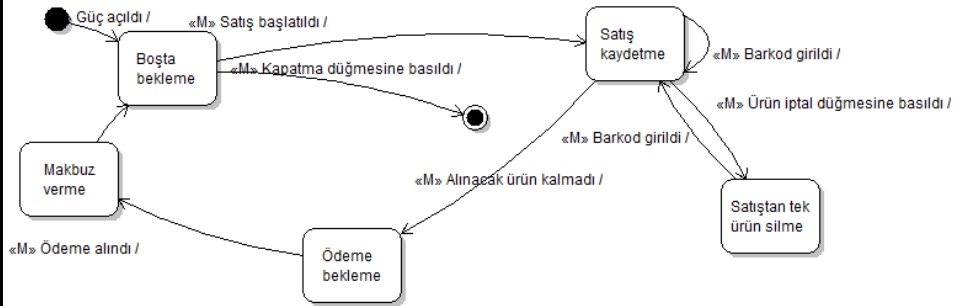 Güç açıldı /
«M» Satış başlatıldı /
Boşta
bekleme
«M» Kapatma düğmesine basıldı /
Satış
kaydetme
«M» Barkod girildi /
«M» Ürün iptal düğmesine basıldı /
«M» Barkod girildi /
Makbuz
verme
«M» Alınacak ürün kalmadı /
Satıştan tek
ürün silme
«M» Ödeme alındı /
Ödeme
bekleme